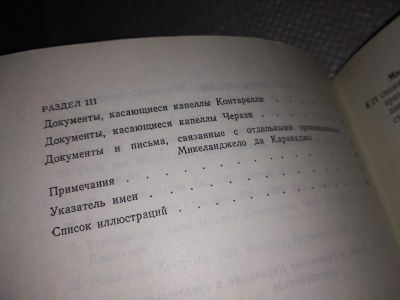 РАЗДЕЛ III
Документы, касающиеся капеллы Контарелли . .
Документы, касающиеся капеллы Черази . . .
Документы и письма, связанные с отдельными произведениями
Микеланджело да Караваджо . . .
Примечания . . . . . . . . . .
Указатель имен . . . . . . . . .
Список иллюстраций . . . . . . . .
К21